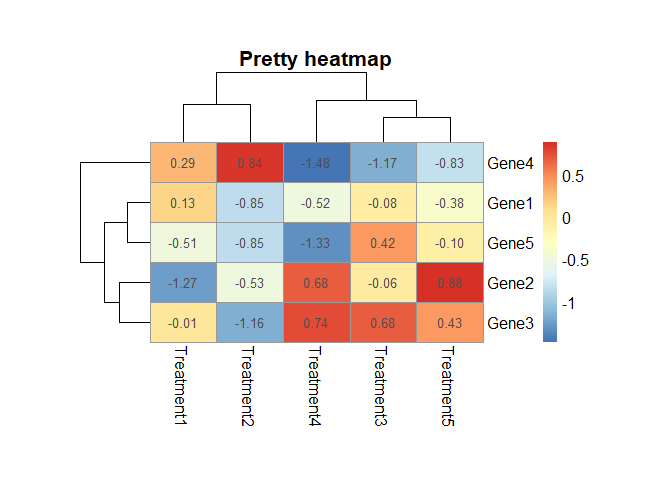 Pretty heatmap
0.29 0.84 -1.48 -1.17 -0.83 Gene4
0.13 -0.85 -0.52 -0.08 -0.38 Gene1
-0.51 -0.85 -1.33 0.42 -0.10 Gene5
-1.27 -0.53 0.68 -0.06 0.88 Gene2
-0.01 -1.16 0.74 0.68 0.43 Gene3
Treatment1 Treatment2 Treatment4 Treatment3 Treatment5
0.5
0
-0.5
-1